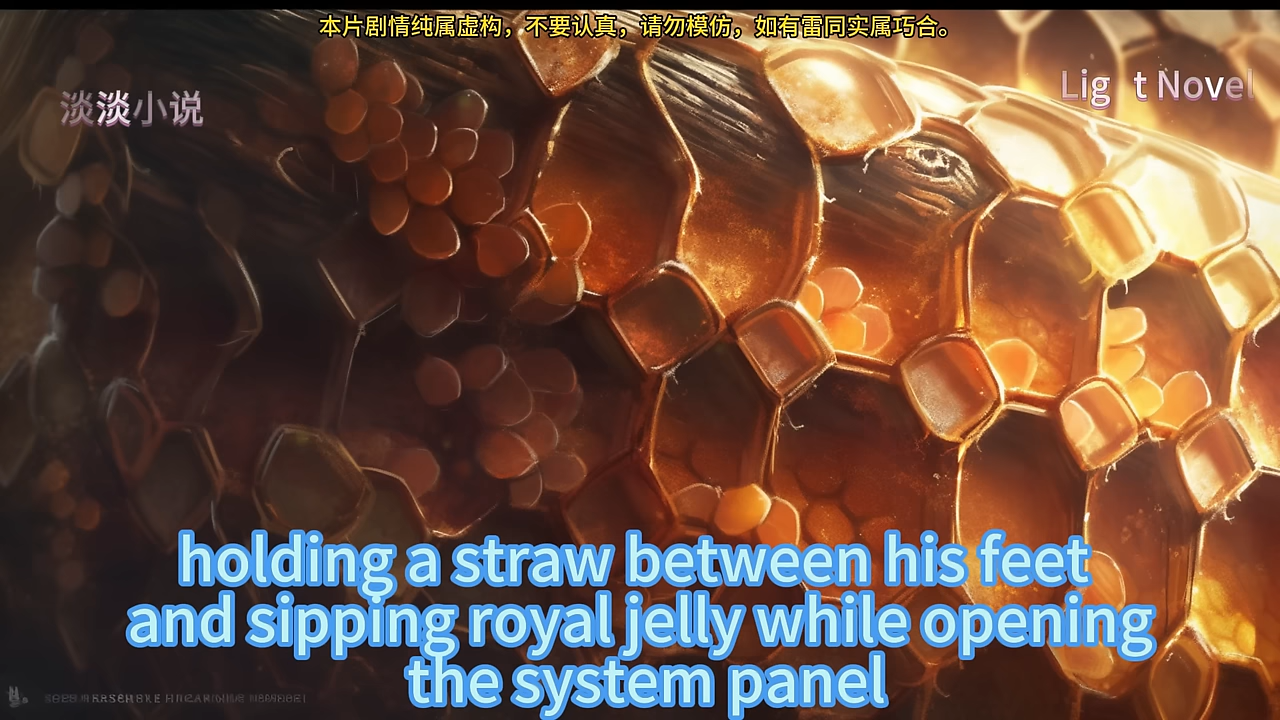 本片剧情纯属虚构，不要认真，请勿模仿，如有雷同实属巧合。
淡淡小说
Lig t Novel
holding a straw between his feet
and sipping royal jelly while opening
the system panel